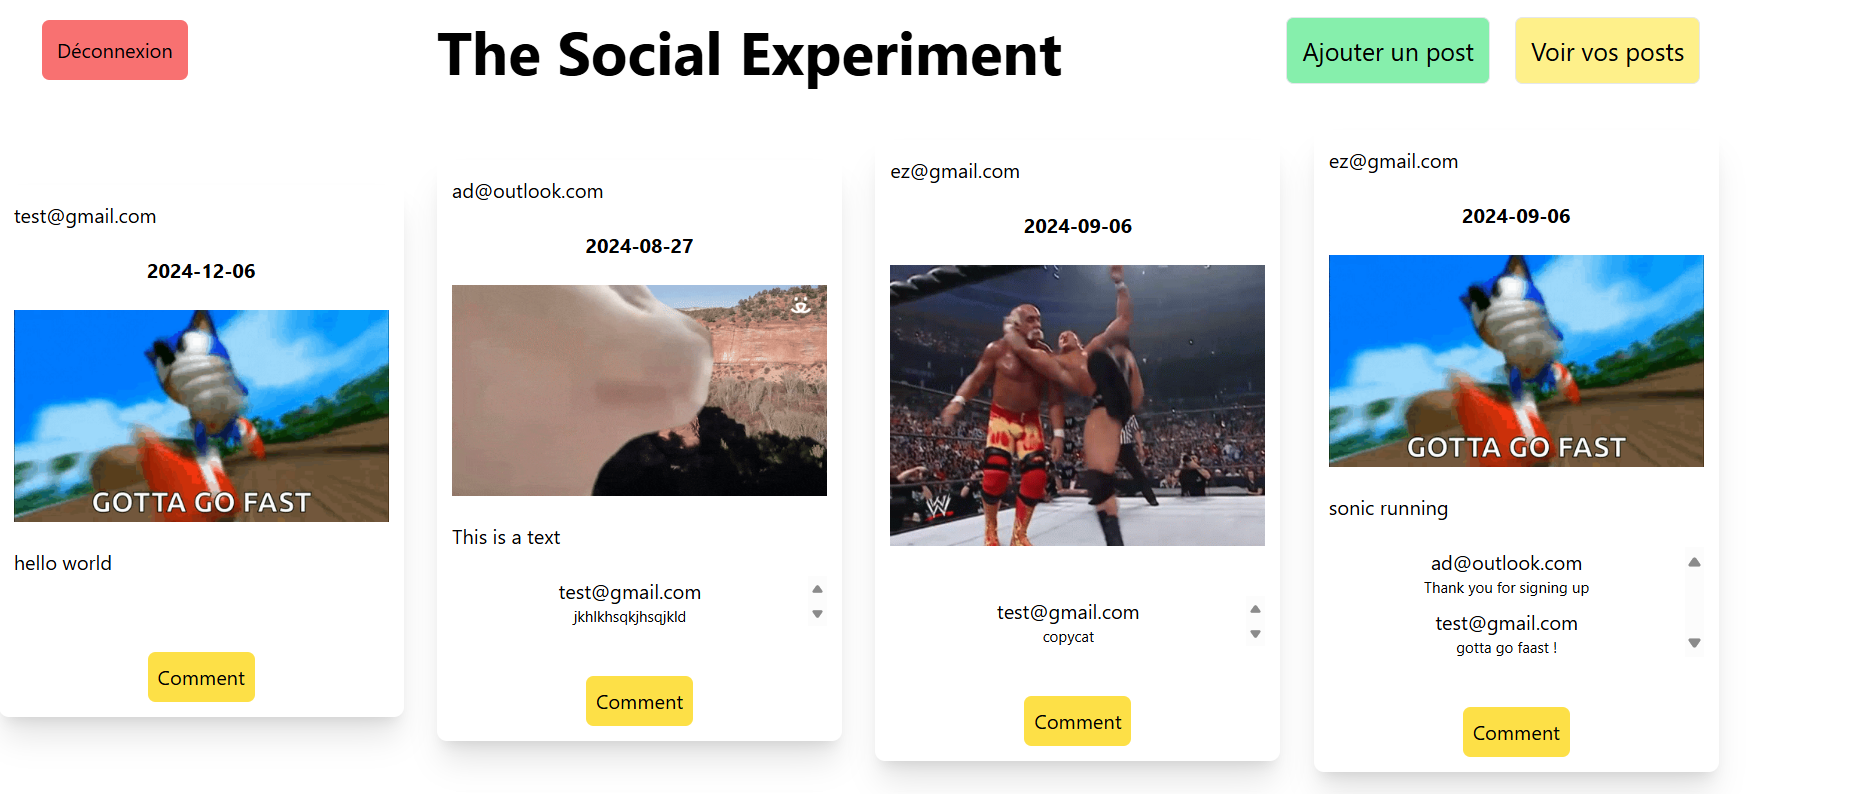 Déconnexion
The Social Experiment
Ajouter un post
Voir vos posts
test@gmail.com
2024-12-06
GOTTA GO FAST
hello world
Comment
ad@outlook.com
2024-08-27
This is a text
test@gmail.com
jkhlkhsqkjhsqjkld
Comment
ez@gmail.com
2024-09-06
W
test@gmail.com
copycat
Comment
ez@gmail.com
2024-09-06
GOTTA GO FAST
sonic running
ad@outlook.com
Thank you for signing up
test@gmail.com
gotta go faast !
Comment